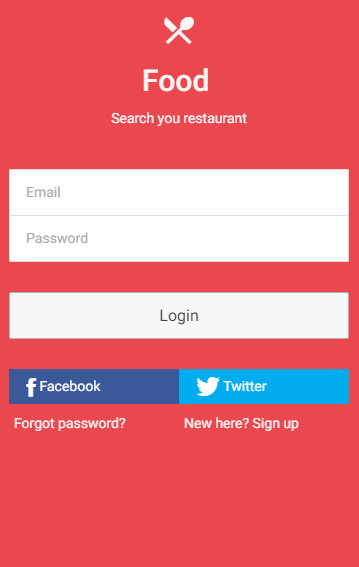 Food
Search you restaurant
Email
Password
Login
Facebook
Twitter
Forgot password?
New here? Sign up